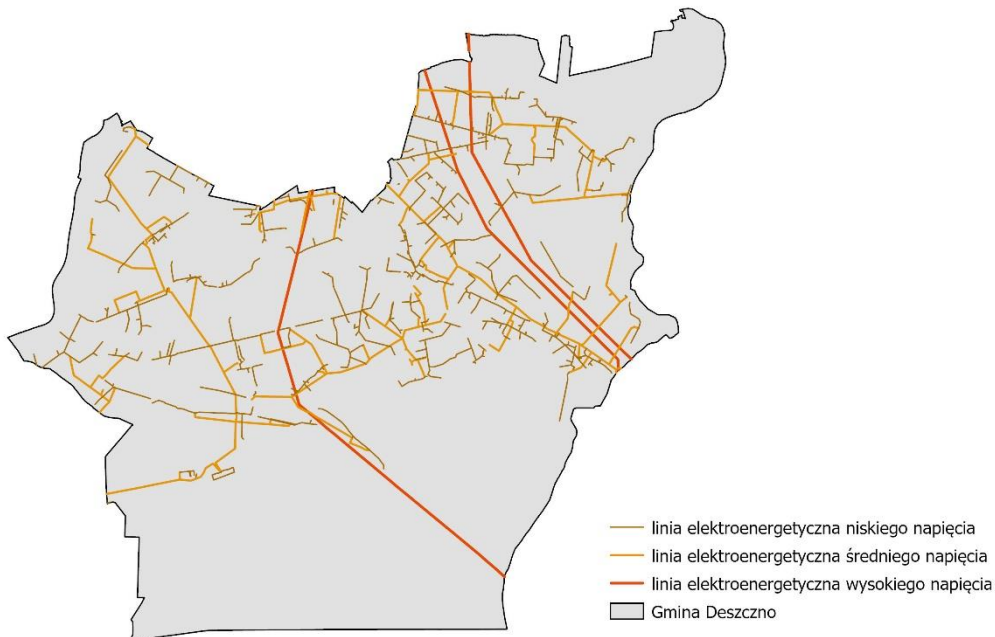 linia elektroenergetyczna niskiego napięcia
linia elektroenergetyczna średniego napięcia
linia elektroenergetyczna wysokiego napięcia
Gmina Deszczno